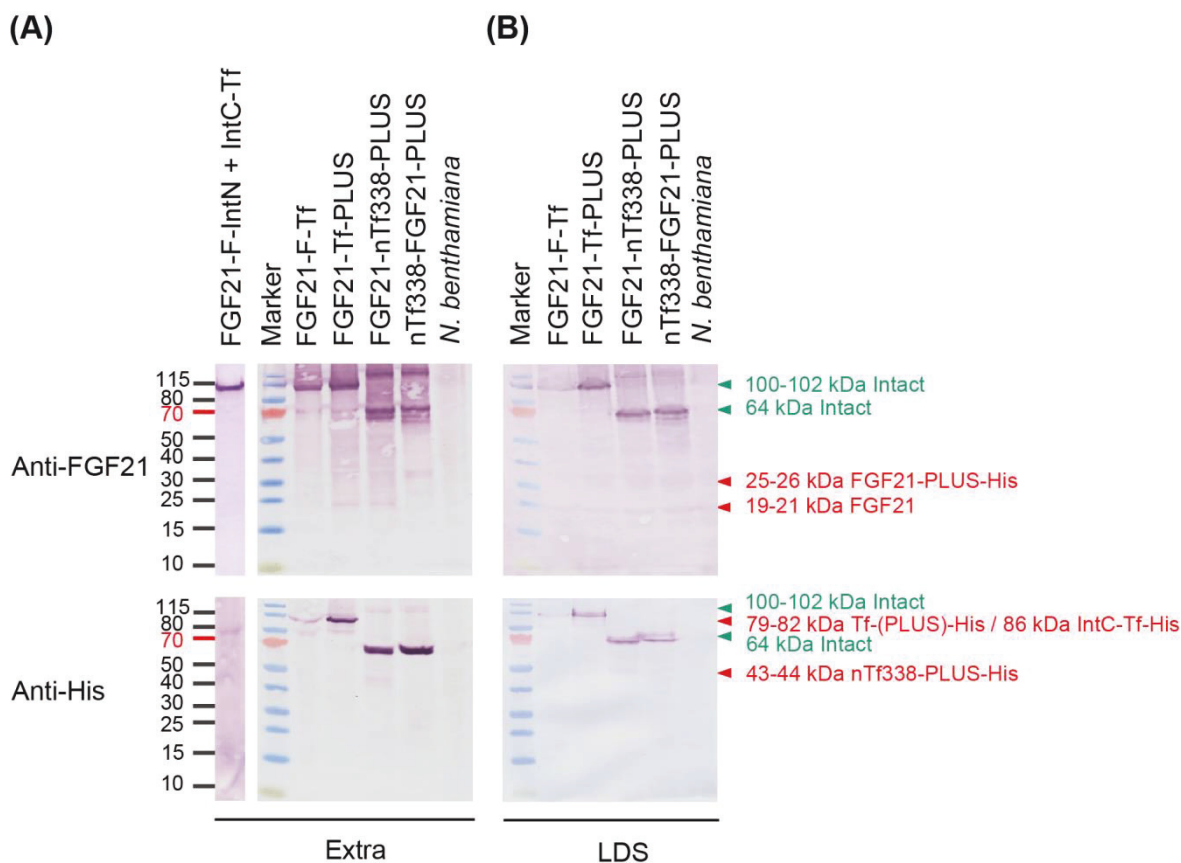 (A)
(B)
FGF21-F-IntN + IntC-Tf
Marker
FGF21-F-Tf
FGF21-Tf-PLUS
FGF21-nTf338-PLUS
nTf338-FGF21-PLUS
N. benthamiana
Marker
FGF21-F-Tf
FGF21-Tf-PLUS
FGF21-nTf338-PLUS
nTf338-FGF21-PLUS
N. benthamiana
Anti-FGF21
115
80
70
50
40
30
25
15
10
100-102 kDa Intact
64 kDa Intact
25-26 kDa FGF21-PLUS-His
19-21 kDa FGF21
Anti-His
115
80
70
50
40
30
25
15
10
100-102 kDa Intact
79-82 kDa Tf-(PLUS)-His / 86 kDa IntC-Tf-His
64 kDa Intact
43-44 kDa nTf338-PLUS-His
Extra
LDS